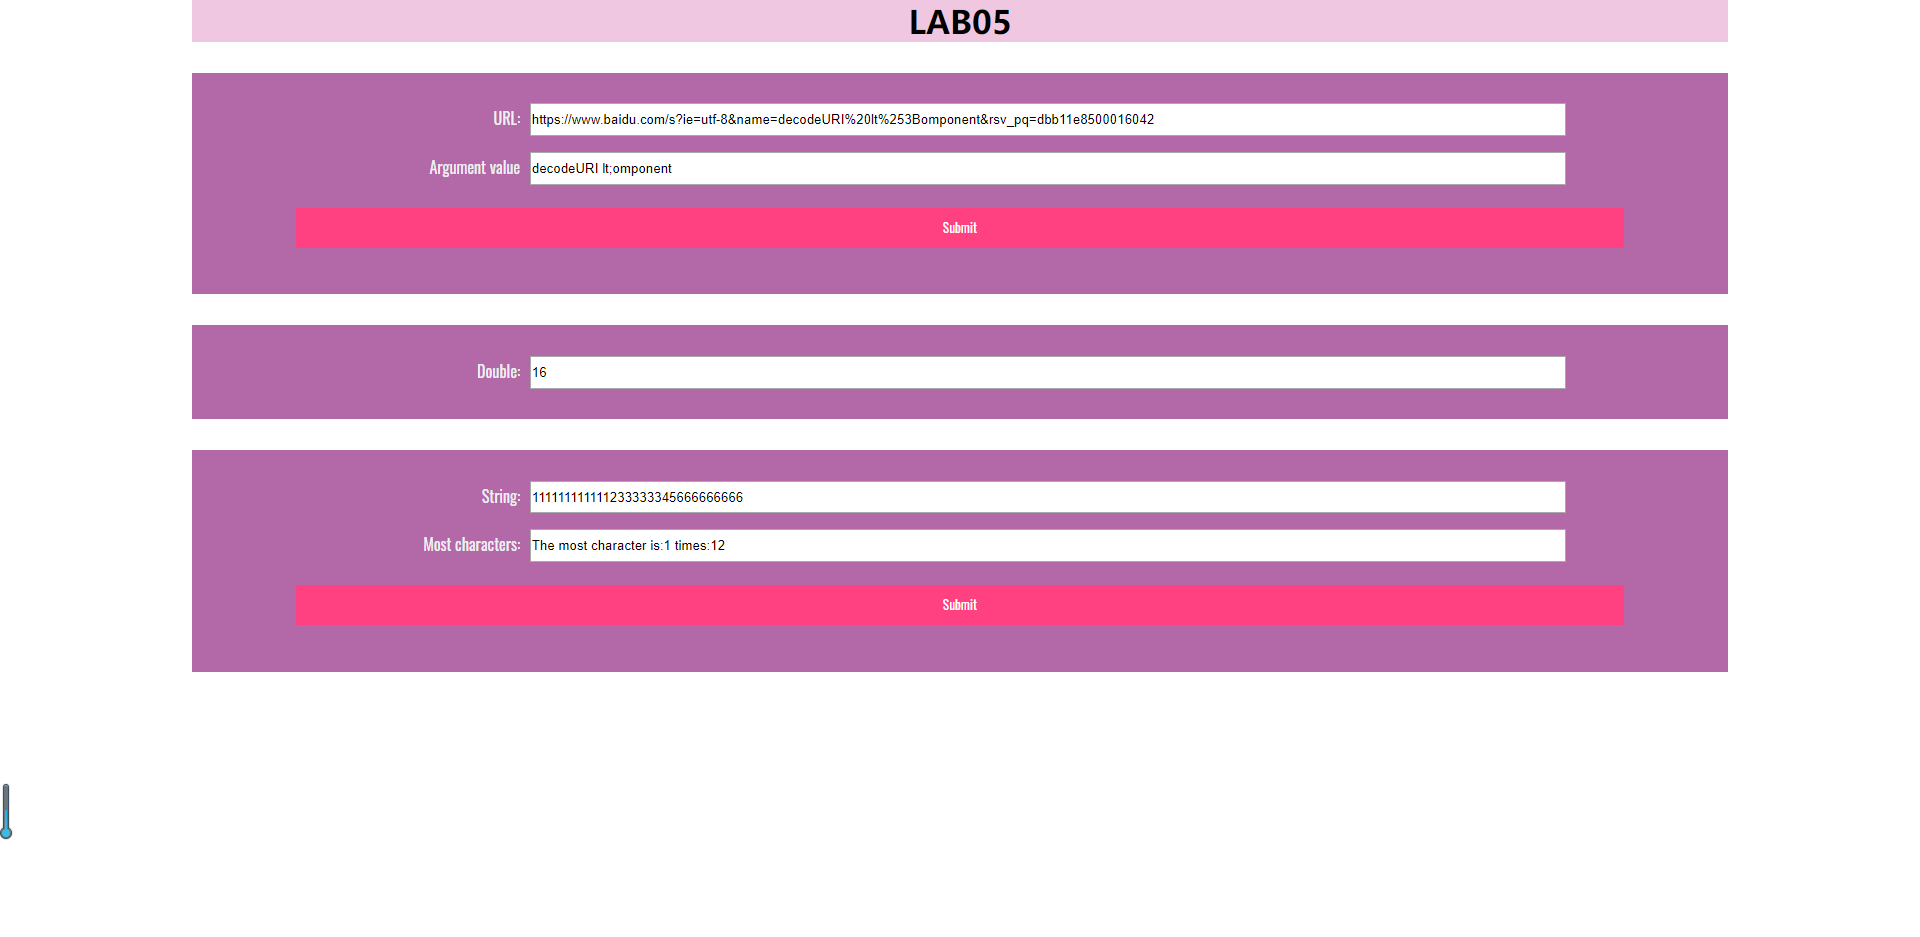 LAB05
URL: https://www.baidu.com/s?ie=utf-8&name=decodeURI%20lt%253Bomponent&rsv_pq=dbb11e8500016042
Argument value decodeURI lt;omponent
Submit
Double: 16
String: 111111111111233333345666666666
Most characters: The most character is:1 times:12
Submit